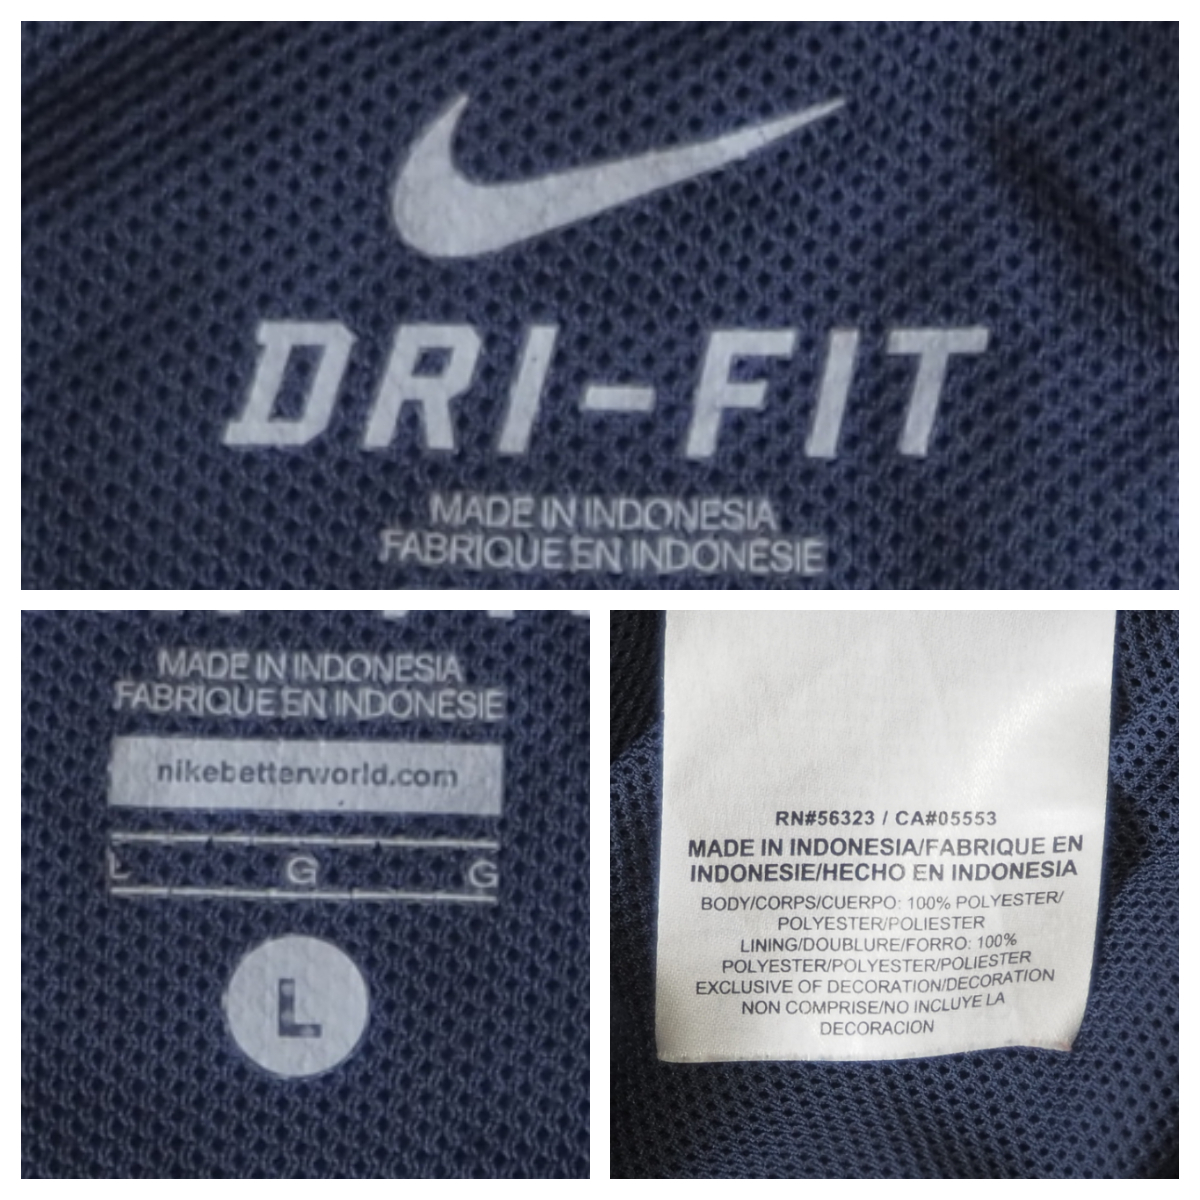 DRI-FIT
MADE IN INDONESIA
FABRIQUE EN INDONESIE
MADE IN INDONESIA
FABRIQUE EN INDONESIE
nikebetterworld.com
L G G
L
RN#56323 / CA#05553
MADE IN INDONESIA/FABRIQUE EN
INDONESIE/HECHO EN INDONESIA
BODY/CORPS/CUERPO: 100% POLYESTER/
POLYESTER/POLIESTER
LINING/DOUBLURE/FORRO: 100%
POLYESTER/POLYESTER/POLIESTER
EXCLUSIVE OF DECORATION/DECORATION
NON COMPRISE/NO INCLUYE LA
DECORACION